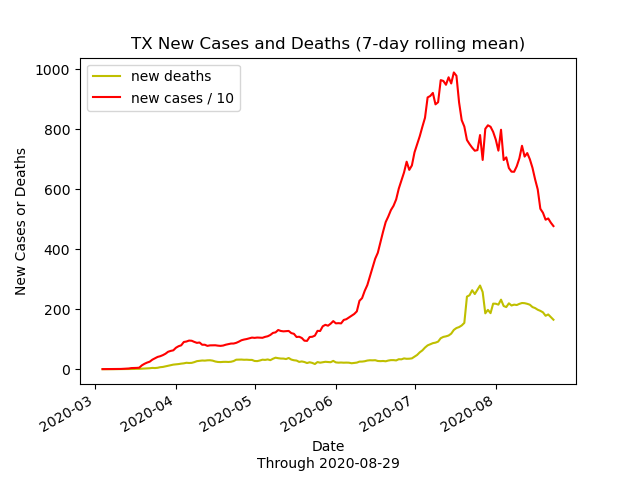 TX New Cases and Deaths (7-day rolling mean)
new deaths
new cases / 10
New Cases or Deaths
1000
800
600
400
200
0
2020-03
2020-04
2020-05
2020-06
2020-07
2020-08
Date
Through 2020-08-29